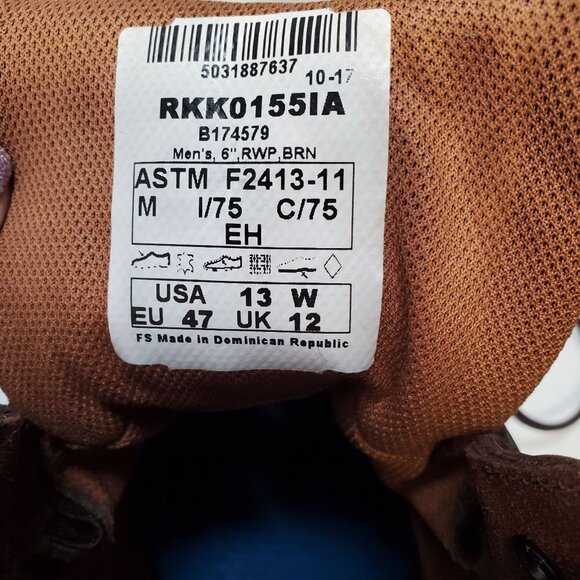 5031887637 10-17
RKK0155IA
B174579
Men's, 6",RWP,BRN
ASTM F2413-11
M I/75 C/75
EH
USA 13 W
EU 47 UK 12
FS Made in Dominican Republic